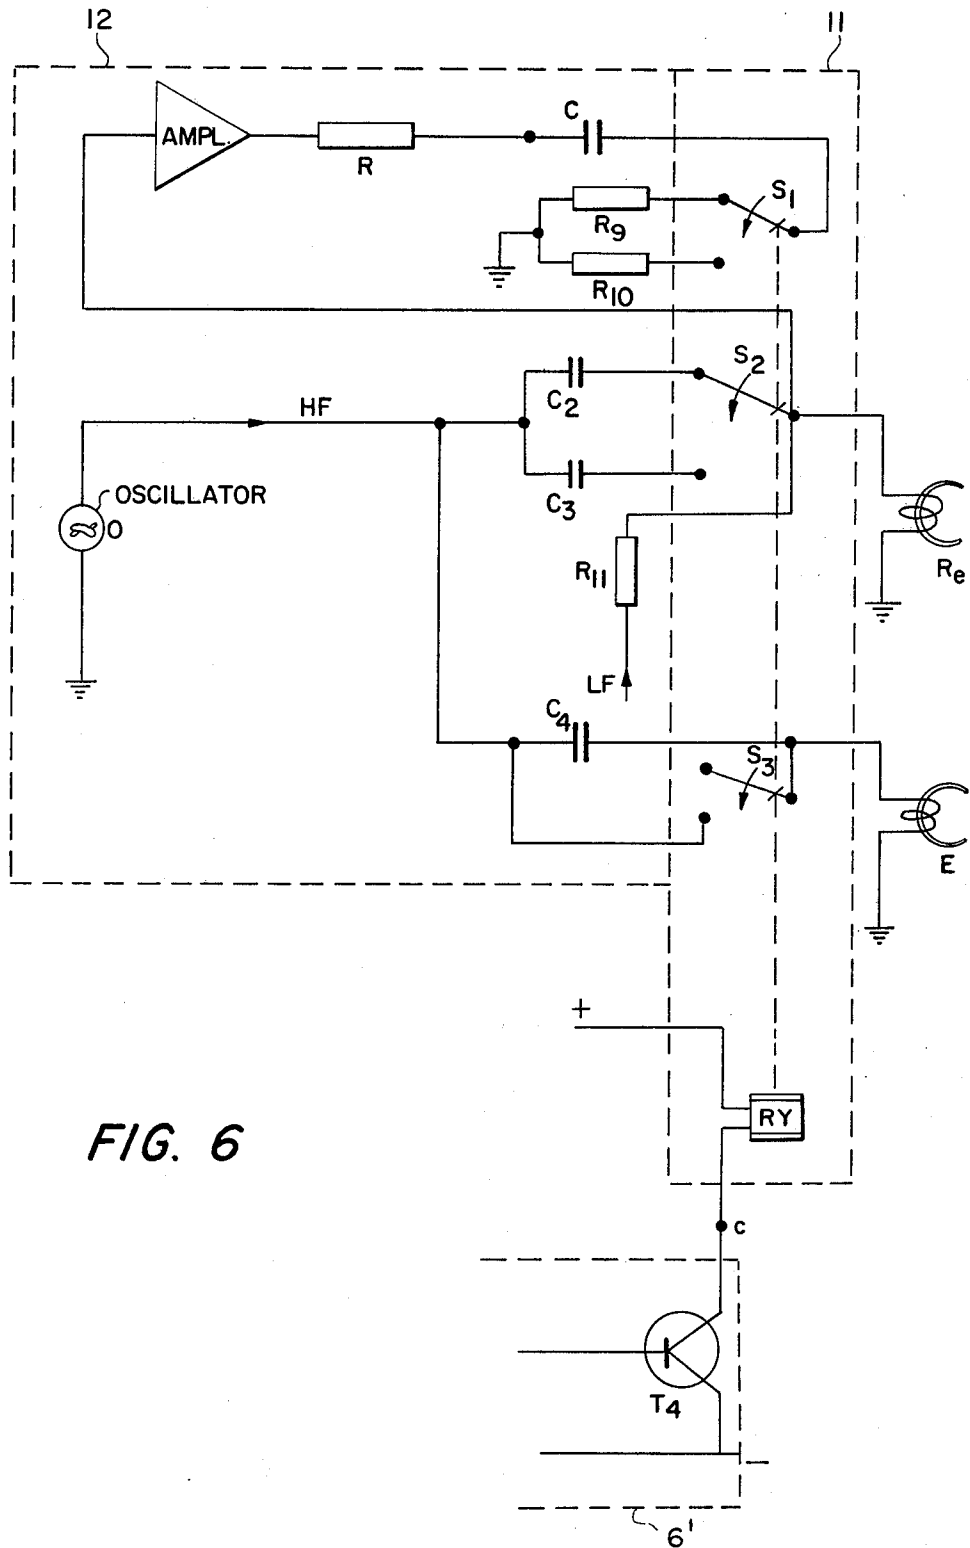 12
11
AMPL.
R
C
S1
R9
R10
S2
HF
C2
C3
OSCILLATOR
O
R11
Re
LF
C4
S3
E
+
RY
FIG. 6
c
T4
–
6'